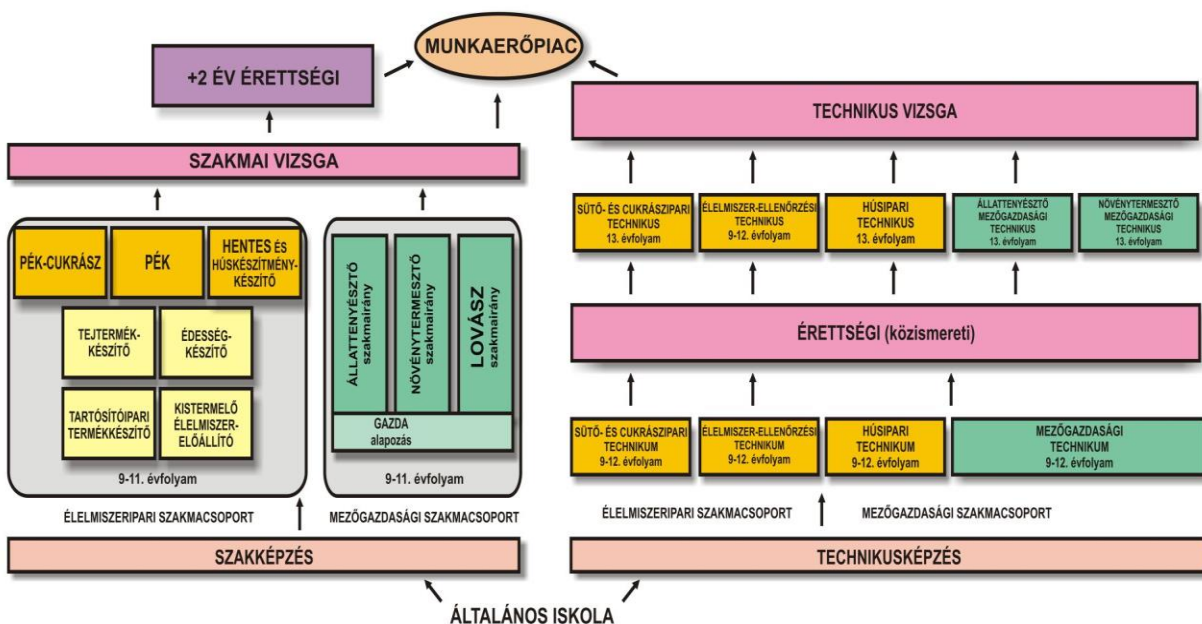 MUNKAERŐPIAC
+2 ÉV ÉRETTSÉGI
SZAKMAI VIZSGA
PÉK-CUKRÁSZ
PÉK
HENTES ÉS
HÚSKÉSZÍTMÉNY-
KÉSZÍTŐ
TEJTERMÉK-
KÉSZÍTŐ
ÉDESSÉG-
KÉSZÍTŐ
TARTÓSÍTÓIPARI
TERMÉKKÉSZÍTŐ
KISTERMELŐ
ÉLELMISZER-
ELŐÁLLÍTÓ
9-11. évfolyam
ÉLELMISZERIPARI SZAKMACSOPORT
ÁLLATTENYÉSZTŐ
szakmairány
NÖVÉNYTERMESZTŐ
szakmairány
LOVÁSZ
szakmairány
GAZDA
alapozás
9-11. évfolyam
MEZŐGAZDASÁGI SZAKMACSOPORT
SZAKKÉPZÉS
TECHNIKUS VIZSGA
SÜTŐ- ÉS CUKRÁSZIPARI
TECHNIKUS
13. évfolyam
ÉLELMISZER-ELLENŐRZÉSI
TECHNIKUS
9-12. évfolyam
HÚSIPARI
TECHNIKUS
13. évfolyam
ÁLLATTENYÉSZTŐ
MEZŐGAZDASÁGI
TECHNIKUS
13. évfolyam
NÖVÉNYTERMESZTŐ
MEZŐGAZDASÁGI
TECHNIKUS
13. évfolyam
ÉRETTSÉGI (közismereti)
SÜTŐ- ÉS CUKRÁSZIPARI
TECHNIKUM
9-12. évfolyam
ÉLELMISZER-ELLENŐRZÉSI
TECHNIKUM
9-12. évfolyam
HÚSIPARI
TECHNIKUM
9-12. évfolyam
MEZŐGAZDASÁGI
TECHNIKUM
9-12. évfolyam
ÉLELMISZERIPARI SZAKMACSOPORT
MEZŐGAZDASÁGI SZAKMACSOPORT
TECHNIKUSKÉPZÉS
ÁLTALÁNOS ISKOLA